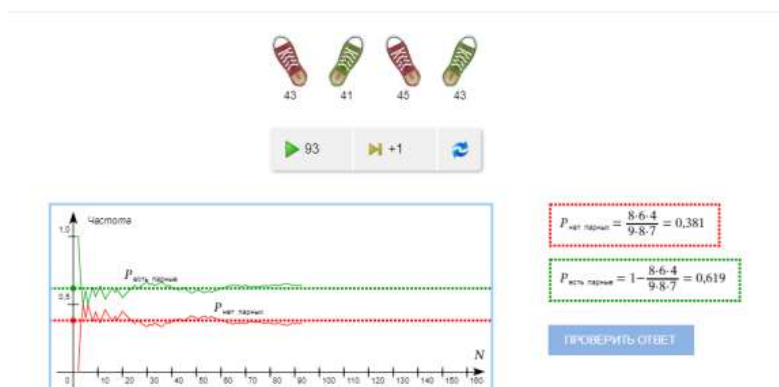 43 41 45 43
93 +1
Частота
1,0
P есть парные
0,5
P нет парных
N
0 10 20 30 40 50 60 70 80 90 100 110 120 130 140 150 160
P нет парных = 8·6·4 / 9·8·7 = 0,381
P есть парные = 1− 8·6·4 / 9·8·7 = 0,619
ПРОВЕРИТЬ ОТВЕТ